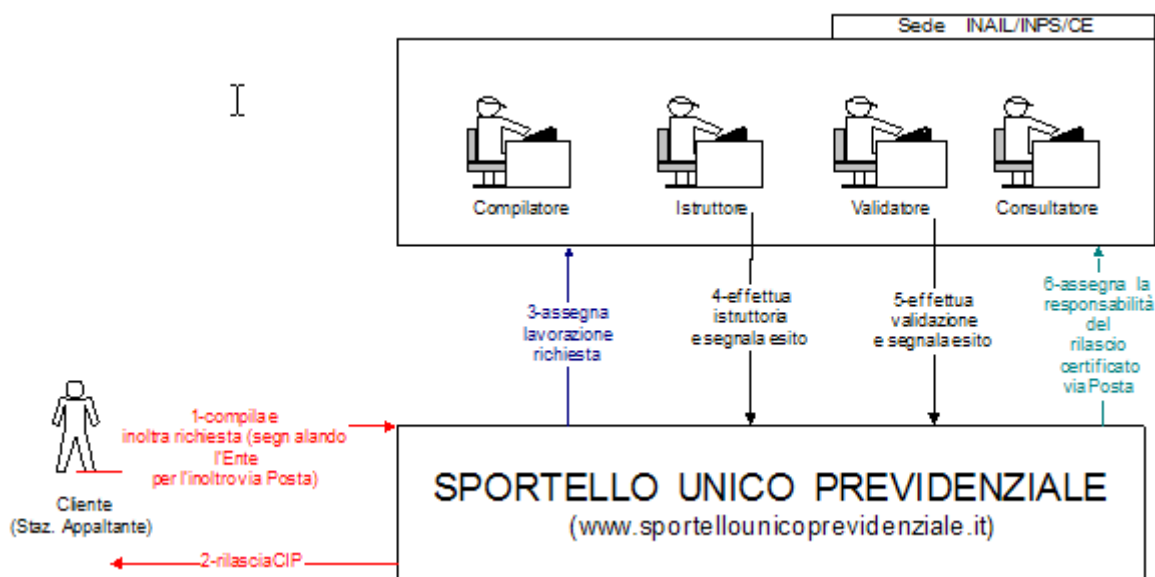 Sede INAIL/INPS/CE
Compilatore
Istruttore
Validatore
Consultatore
3-assegna
lavorazione
richiesta
4-effettua
istruttoria
e segnala esito
5-effettua
validazione
e segnala esito
6-assegna la
responsabilità
del
rilascio
certificato
via Posta
1-compila e
inoltra richiesta (segnalando
l'Ente
per l'inoltro via Posta)
Cliente
(Staz. Appaltante)
SPORTELLO UNICO PREVIDENZIALE
(www.sportellounicoprevidenziale.it)
2-rilascia CIP